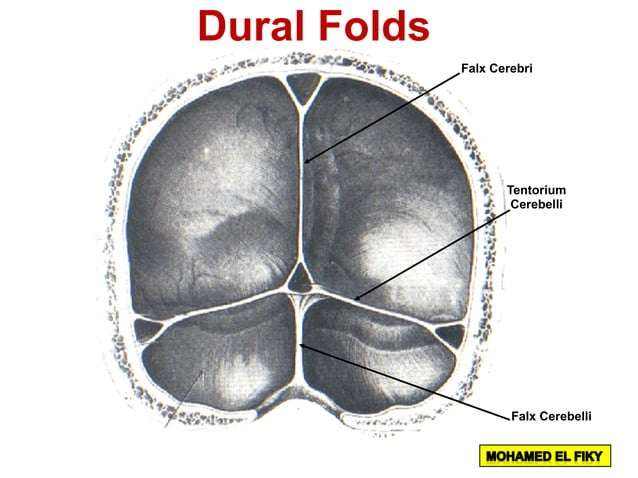 Dural Folds
Falx Cerebri
Tentorium
Cerebelli
Falx Cerebelli
MOHAMED EL FIKY